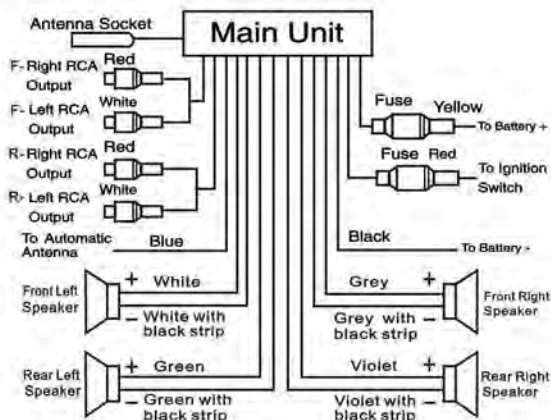 Main Unit
Antenna Socket
F-Right RCA
Output
Red
F-Left RCA
Output
White
R-Right RCA
Output
Red
R-Left RCA
Output
White
To Automatic
Antenna
Blue
Fuse
Yellow
To Battery +
Fuse
Red
To Ignition
Switch
Black
To Battery -
Front Left
Speaker
+
White
-
White with
black strip
Grey
+
Grey with
black strip
-
Front Right
Speaker
Rear Left
Speaker
+
Green
-
Green with
black strip
Violet
+
Violet with
black strip
-
Rear Right
Speaker